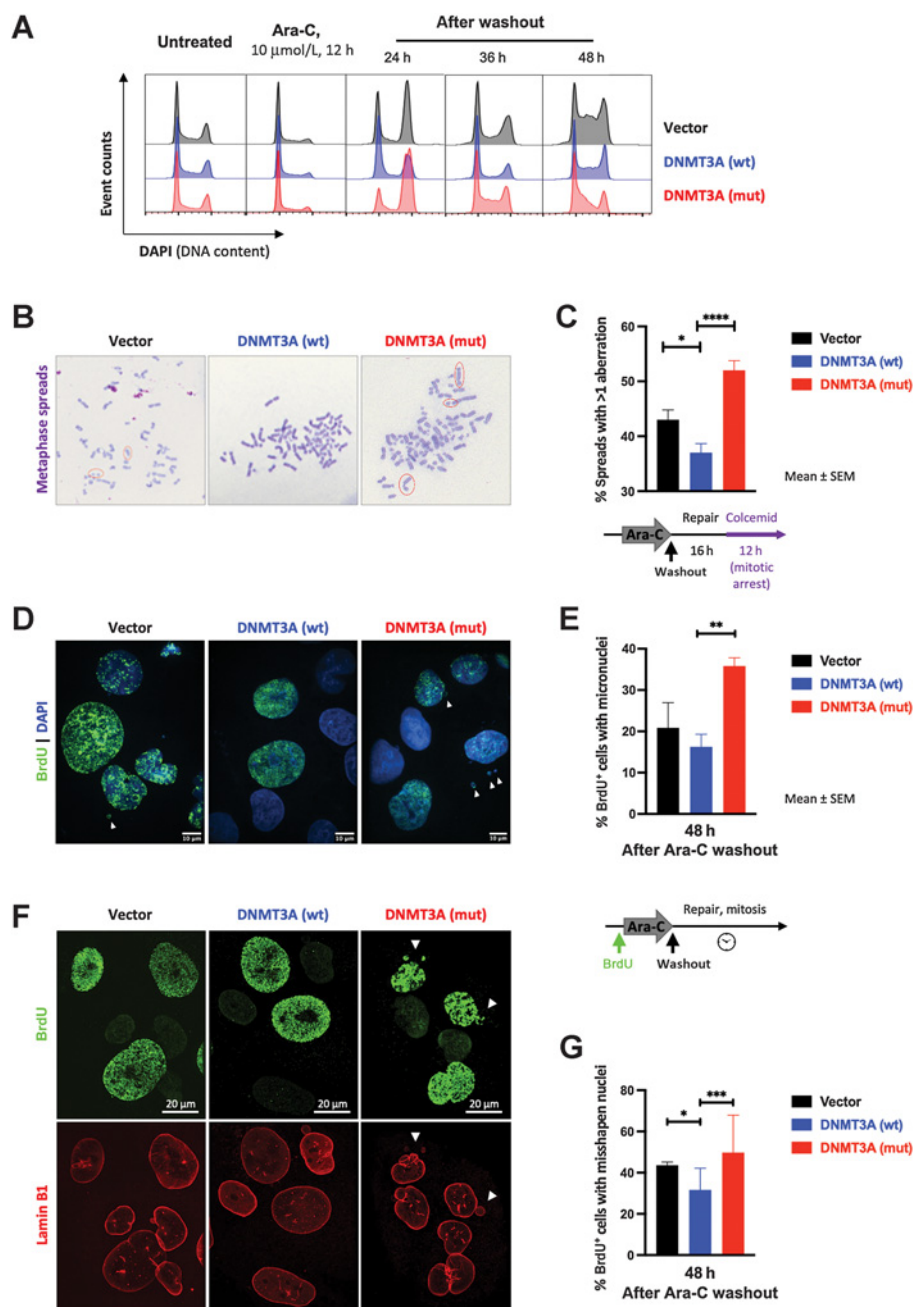 A
Untreated
Ara-C,
10 µmol/L, 12 h
After washout
24 h
36 h
48 h
Event counts
Vector
DNMT3A (wt)
DNMT3A (mut)
DAPI (DNA content)
B
Vector
DNMT3A (wt)
DNMT3A (mut)
Metaphase spreads
C
% Spreads with >1 aberration
60
50
40
30
*
****
Vector
DNMT3A (wt)
DNMT3A (mut)
Mean ± SEM
Ara-C
Repair
Colcemid
16 h
12 h
(mitotic
arrest)
Washout
D
Vector
DNMT3A (wt)
DNMT3A (mut)
BrdU | DAPI
10 µm
10 µm
10 µm
E
% BrdU+ cells with micronuclei
40
30
20
10
0
**
Vector
DNMT3A (wt)
DNMT3A (mut)
Mean ± SEM
48 h
After Ara-C washout
Ara-C
Repair, mitosis
BrdU
Washout
F
Vector
DNMT3A (wt)
DNMT3A (mut)
BrdU
20 µm
20 µm
20 µm
Lamin B1
G
% BrdU+ cells with misshapen nuclei
80
60
40
20
0
*
***
Vector
DNMT3A (wt)
DNMT3A (mut)
48 h
After Ara-C washout